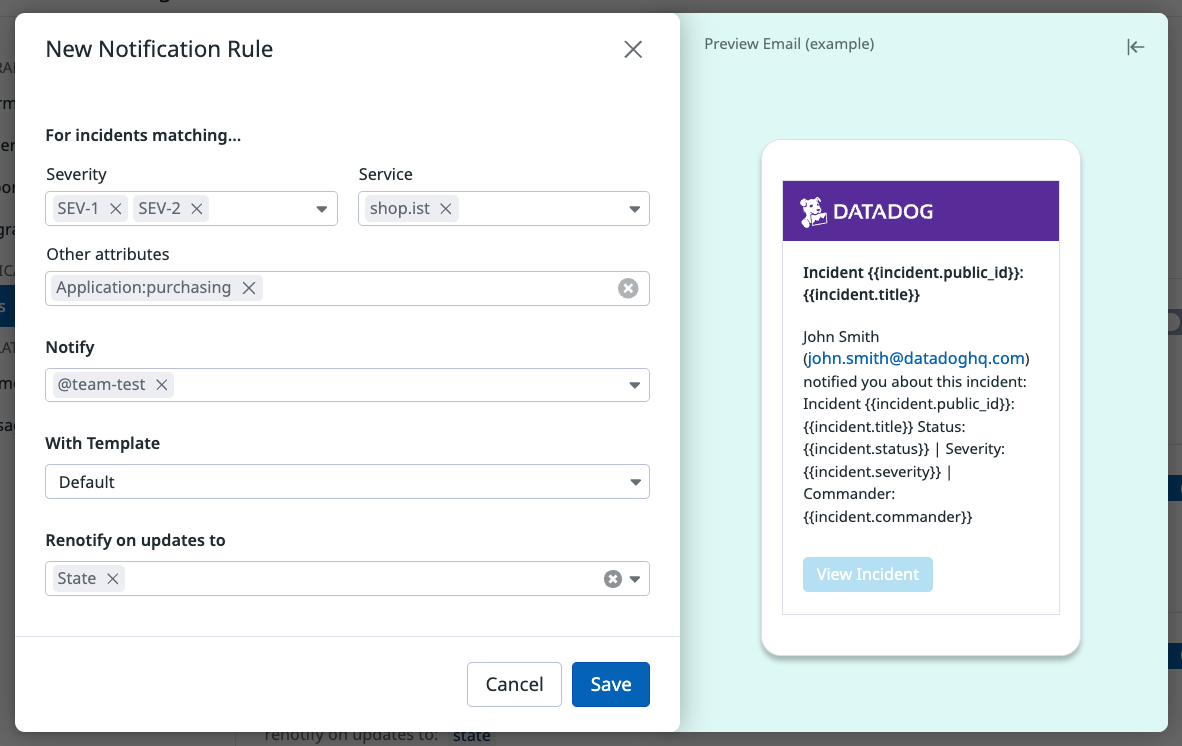 New Notification Rule
For incidents matching...
Severity
Service
SEV-1
SEV-2
shop.ist
Other attributes
Application:purchasing
Notify
@team-test
With Template
Default
Renotify on updates to
State
Cancel
Save
Preview Email (example)
DATADOG
Incident {{incident.public_id}}:
{{incident.title}}
John Smith
(john.smith@datadoghq.com)
notified you about this incident:
Incident {{incident.public_id}}:
{{incident.title}} Status:
{{incident.status}} | Severity:
{{incident.severity}} |
Commander:
{{incident.commander}}
View Incident
renotify on updates to: state